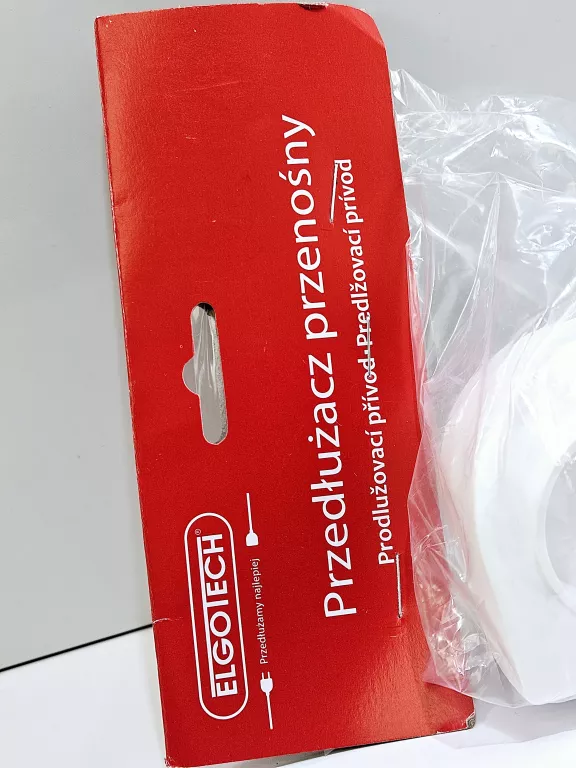 ELGOTECH®
Przedłużamy najlepiej
Przedłużacz przenośny
Prodlužovací přívod·Predlžovací prívod